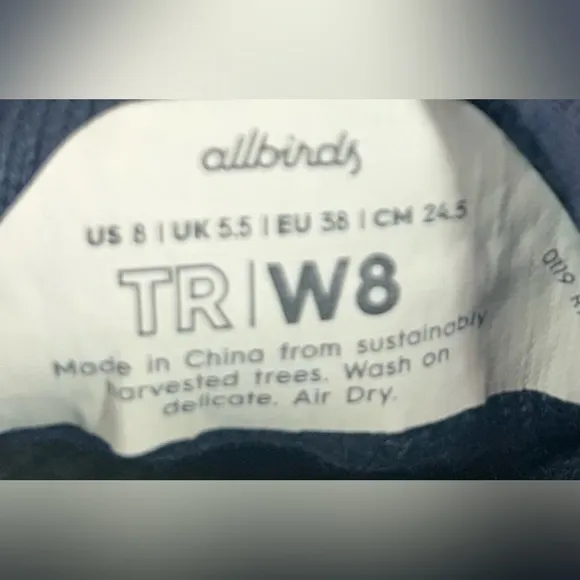 allbirds
US 8 | UK 5.5 | EU 38 | CM 24.5
TR | W8
Made in China from sustainably
harvested trees. Wash on
delicate. Air Dry.